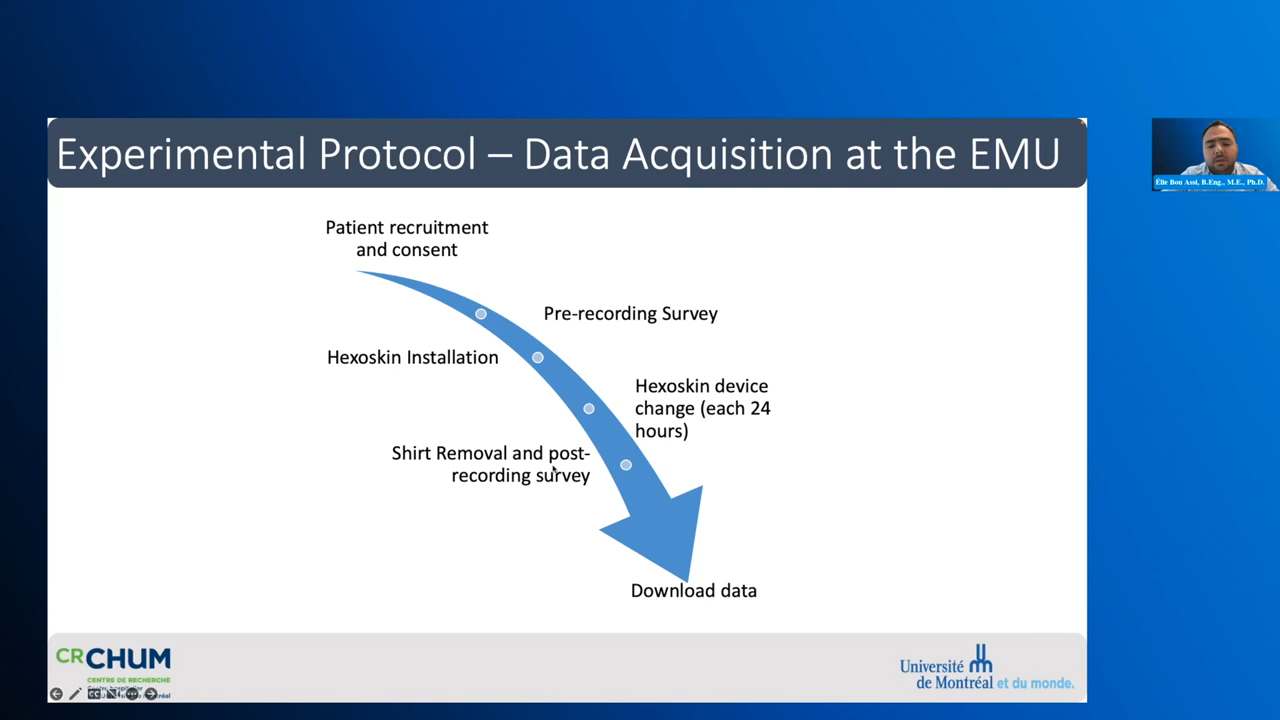 Experimental Protocol – Data Acquisition at the EMU
Patient recruitment
and consent
Pre-recording Survey
Hexoskin Installation
Hexoskin device
change (each 24
hours)
Shirt Removal and post-
recording survey
Download data
CRCHUM
CENTRE DE RECHERCHE
Université
de Montréal et du monde.
Élie Bou Assi, B.Eng., M.E., Ph.D.